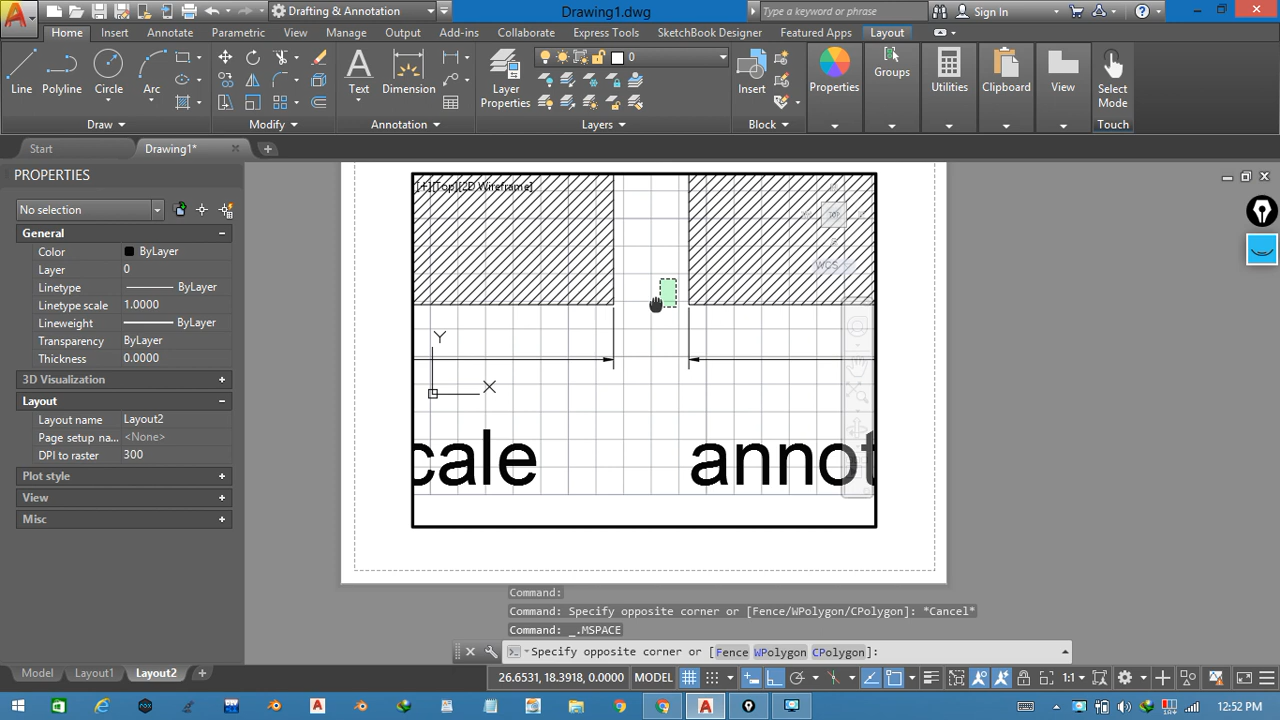 Drafting & Annotation
Drawing1.dwg
Type a keyword or phrase
Sign In
Home Insert Annotate Parametric View Manage Output Add-ins Collaborate Express Tools SketchBook Designer Featured Apps Layout
0
Line Polyline Circle Arc
Text Dimension
Layer Properties
Insert
Properties Groups Utilities Clipboard View
Select Mode
Draw Modify Annotation Layers Block Touch
Start Drawing1*
PROPERTIES
No selection
General
Color ByLayer
Layer 0
Linetype ByLayer
Linetype scale 1.0000
Lineweight ByLayer
Transparency ByLayer
Thickness 0.0000
3D Visualization
Layout
Layout name Layout2
Page setup na... <None>
DPI to raster 300
Plot style
View
Misc
[+][Top][2D Wireframe]
TOP
WCS
Y
X
cale annot
Command:
Command: Specify opposite corner or [Fence/WPolygon/CPolygon]: *Cancel*
Command: _.MSPACE
Specify opposite corner or [Fence WPolygon CPolygon]:
Model Layout1 Layout2
26.6531, 18.3918, 0.0000 MODEL
1:1
12:52 PM